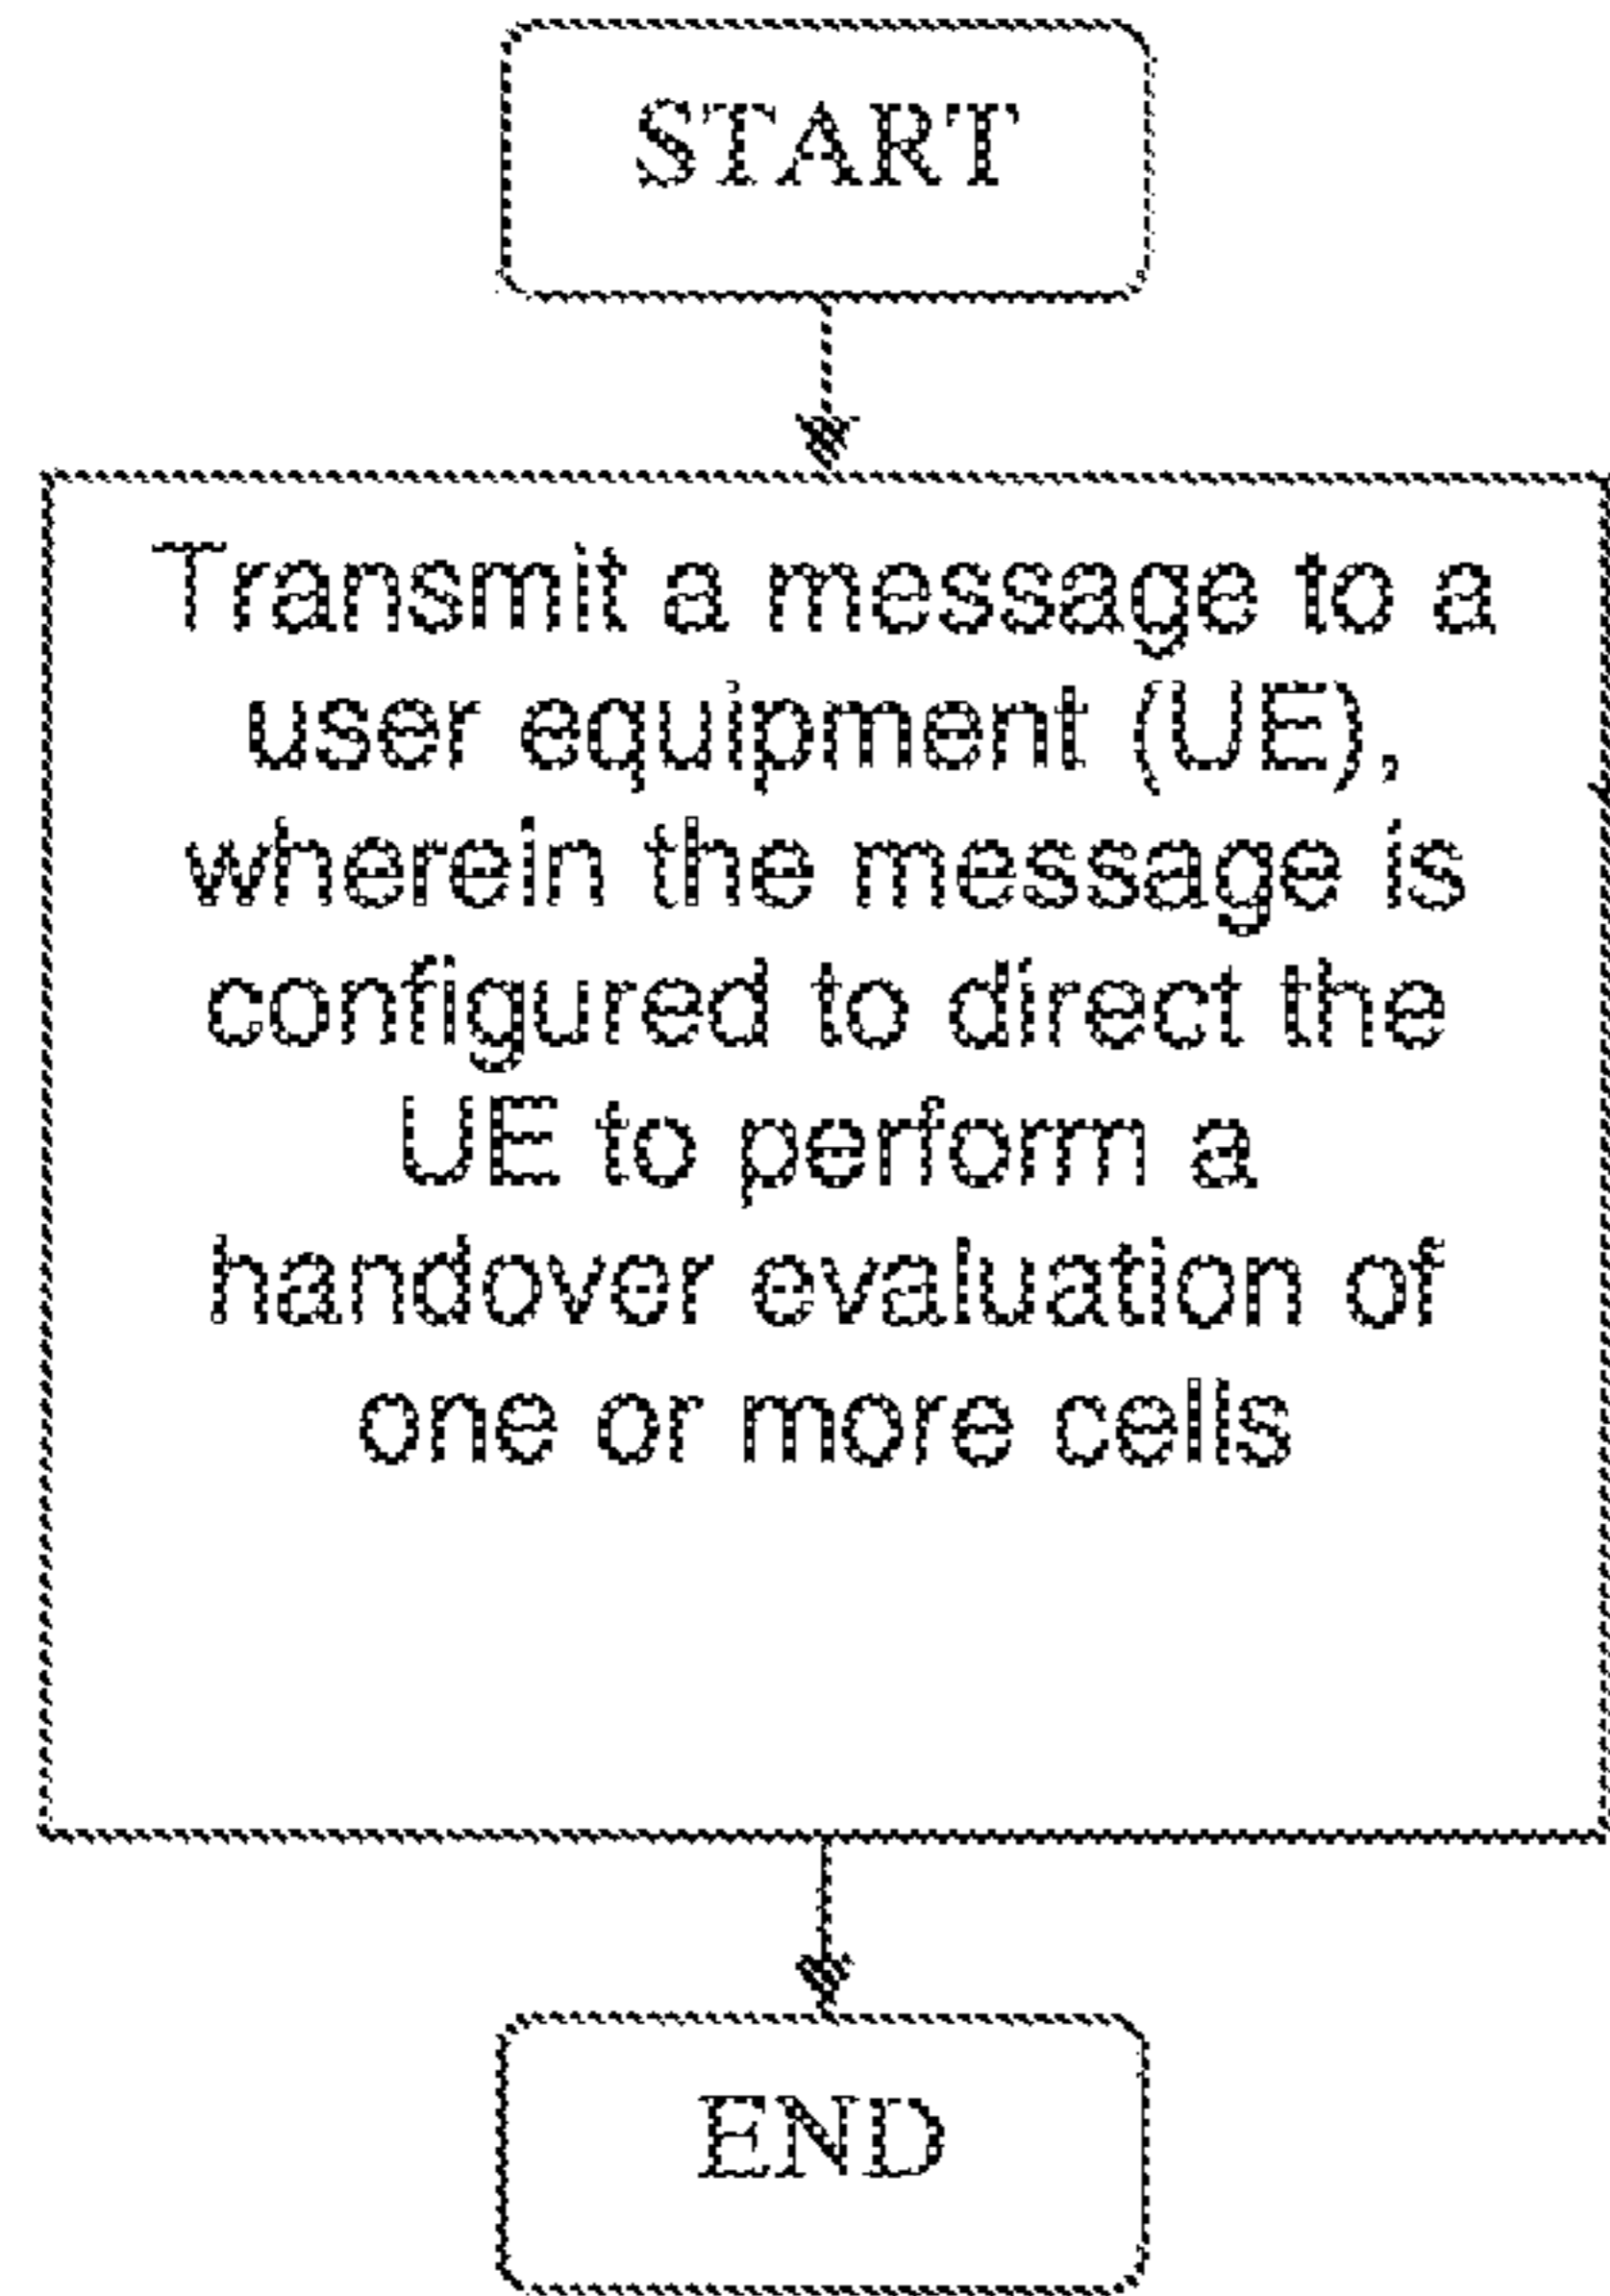 START
Transmit a message to a
user equipment (UE),
wherein the message is
configured to direct the
UE to perform a
handover evaluation of
one or more cells
END